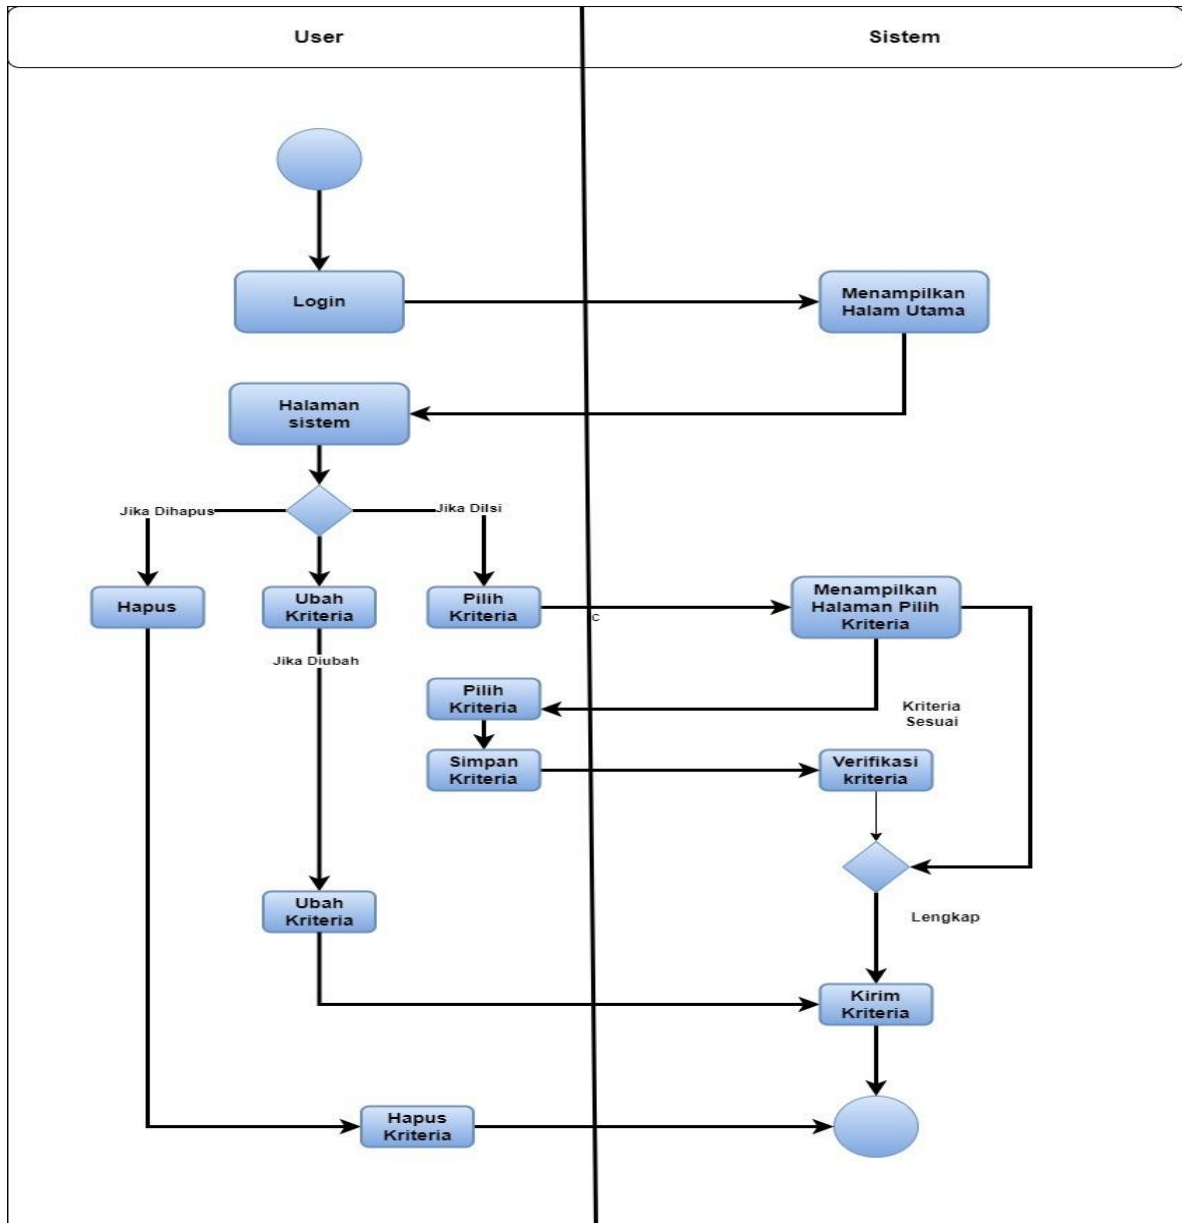 User
Sistem
Login
Menampilkan
Halam Utama
Halaman
sistem
Jika Dihapus
Jika DiIsi
Hapus
Ubah
Kriteria
Pilih
Kriteria
Menampilkan
Halaman Pilih
Kriteria
c
Jika Diubah
Pilih
Kriteria
Kriteria
Sesuai
Simpan
Kriteria
Verifikasi
kriteria
Ubah
Kriteria
Lengkap
Kirim
Kriteria
Hapus
Kriteria